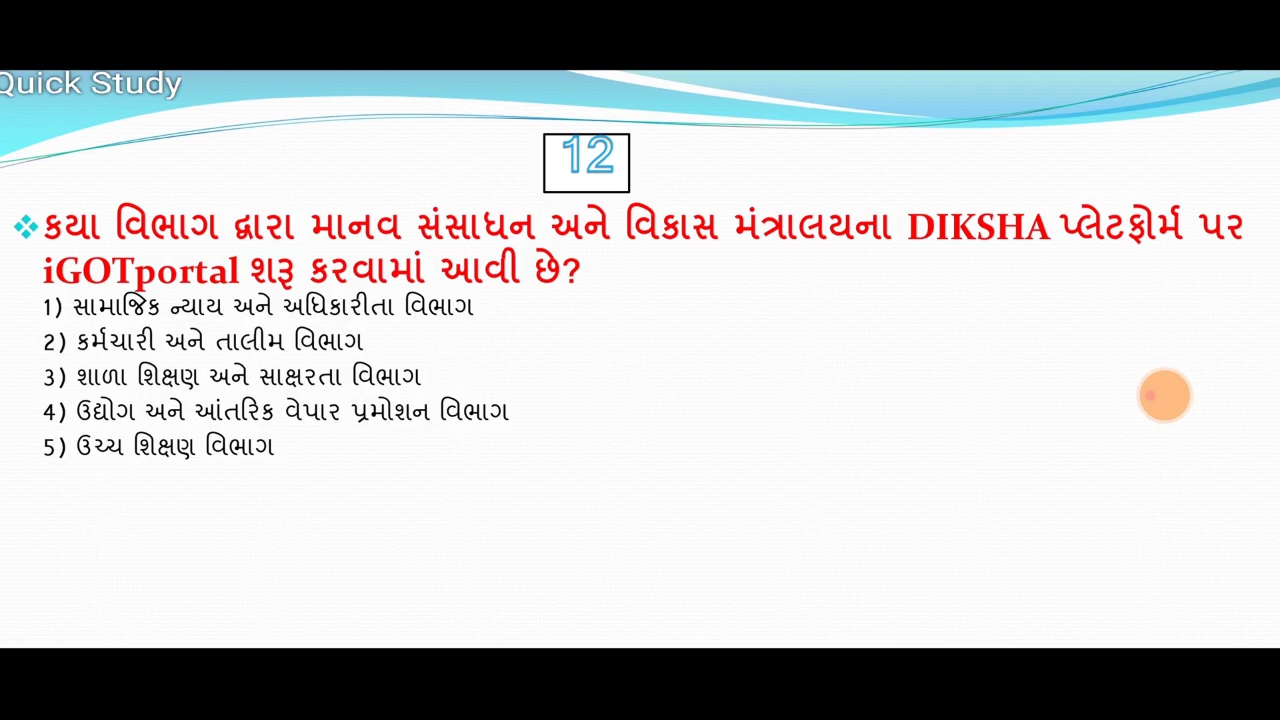 Quick Study
12
❖ કયા વિભાગ દ્વારા માનવ સંસાધન અને વિકાસ મંત્રાલયના DIKSHA પ્લેટફોર્મ પર
iGOTportal શરૂ કરવામાં આવી છે?
1) સામાજિક ન્યાય અને અધિકારીતા વિભાગ
2) કર્મચારી અને તાલીમ વિભાગ
3) શાળા શિક્ષણ અને સાક્ષરતા વિભાગ
4) ઉદ્યોગ અને આંતરિક વેપાર પ્રમોશન વિભાગ
5) ઉચ્ચ શિક્ષણ વિભાગ